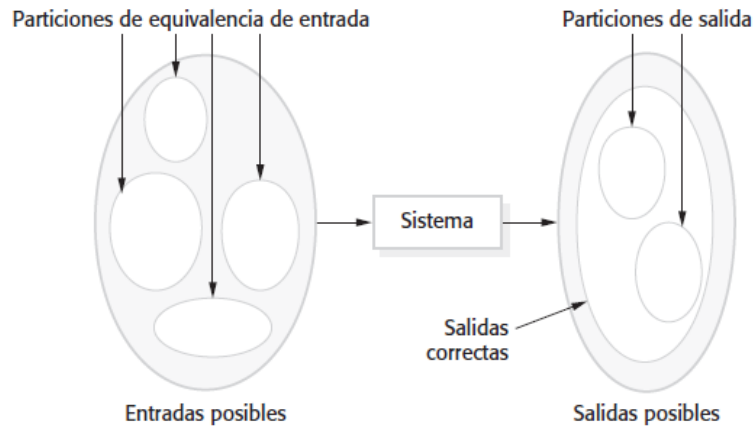 Particiones de equivalencia de entrada
Particiones de salida
Sistema
Salidas
correctas
Entradas posibles
Salidas posibles